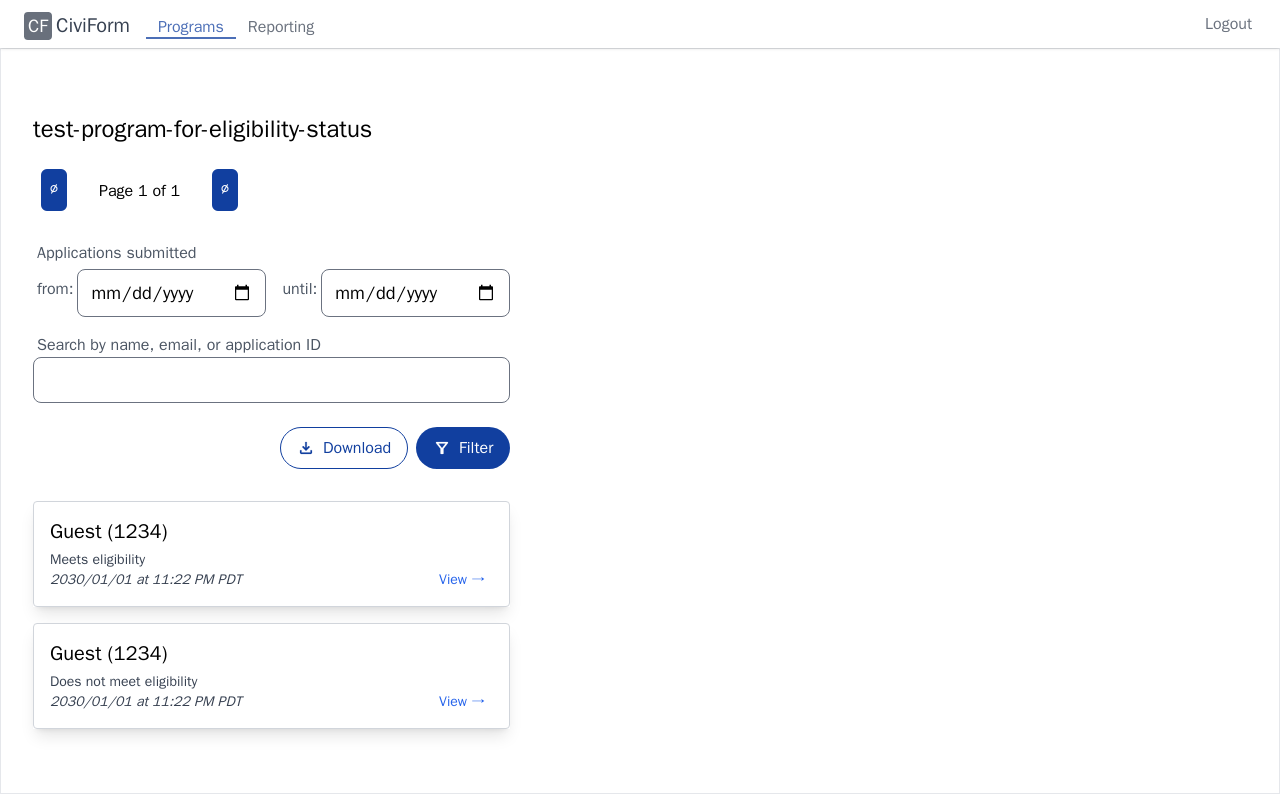 CF CiviForm Programs Reporting Logout
test-program-for-eligibility-status
∅ Page 1 of 1 ∅
Applications submitted
from: mm/dd/yyyy until: mm/dd/yyyy
Search by name, email, or application ID
Download Filter
Guest (1234)
Meets eligibility
2030/01/01 at 11:22 PM PDT View →
Guest (1234)
Does not meet eligibility
2030/01/01 at 11:22 PM PDT View →